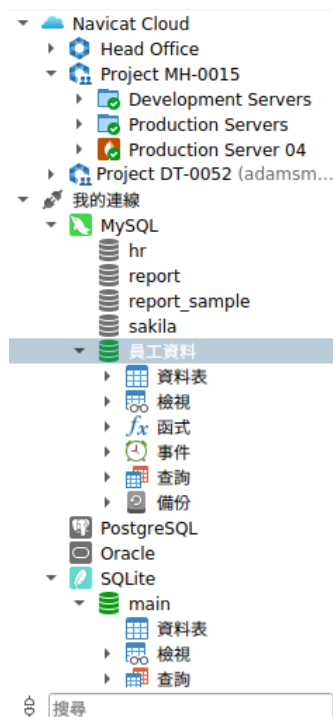 Navicat Cloud
Head Office
Project MH-0015
Development Servers
Production Servers
Production Server 04
Project DT-0052 (adamsm...
我的連線
MySQL
hr
report
report_sample
sakila
員工資料
資料表
檢視
fx 函式
事件
查詢
備份
PostgreSQL
Oracle
SQLite
main
資料表
檢視
查詢
搜尋